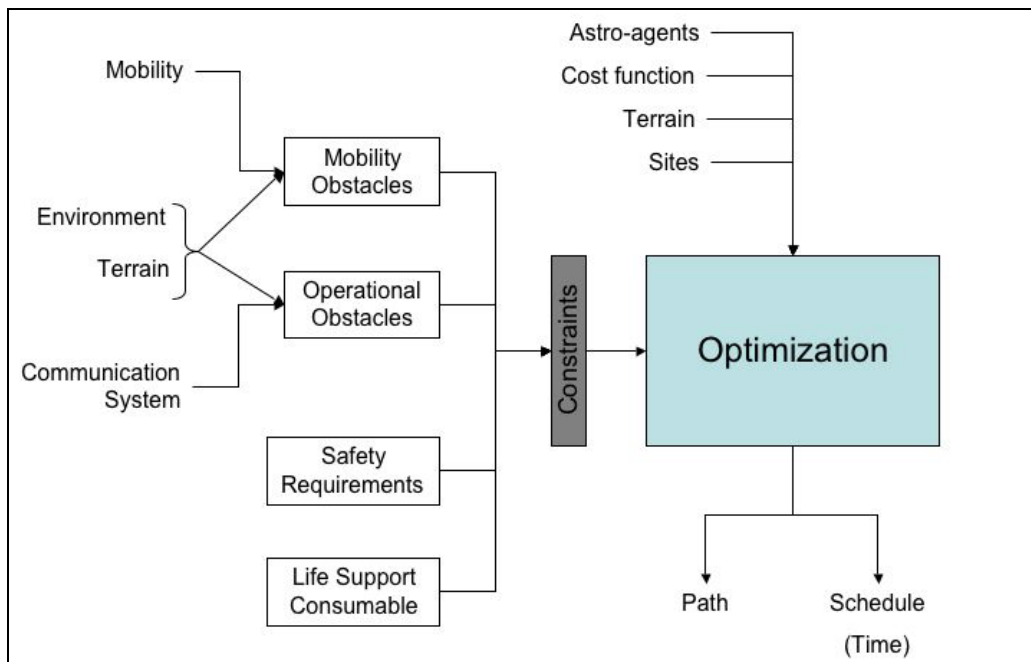 Astro-agents
Cost function
Terrain
Sites
Mobility
Mobility
Obstacles
Environment
Terrain
Operational
Obstacles
Communication
System
Safety
Requirements
Life Support
Consumable
Constraints
Optimization
Path
Schedule
(Time)